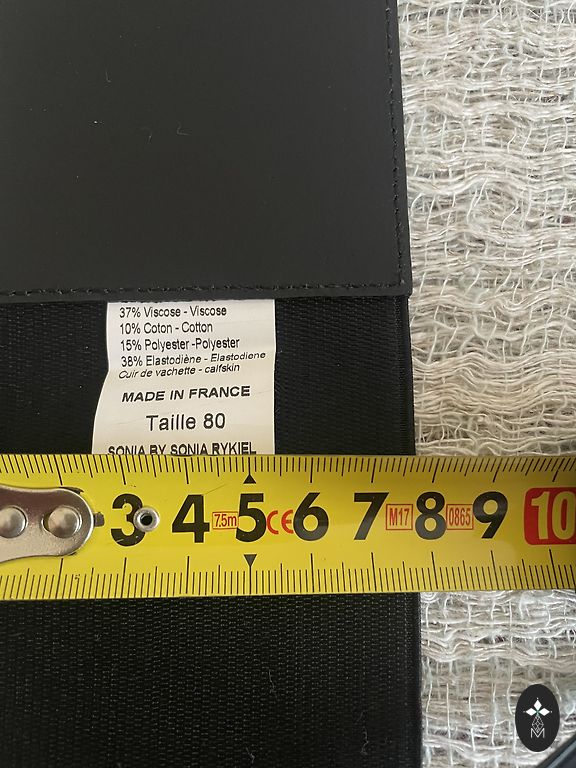 37% Viscose - Viscose
10% Coton - Cotton
15% Polyester -Polyester
38% Elastodiène - Elastodiene
Cuir de vachette - calfskin
MADE IN FRANCE
Taille 80
SONIA BY SONIA RYKIEL
3 4 7.5m 5 CE 6 7 M17 8 0865 9 10
M